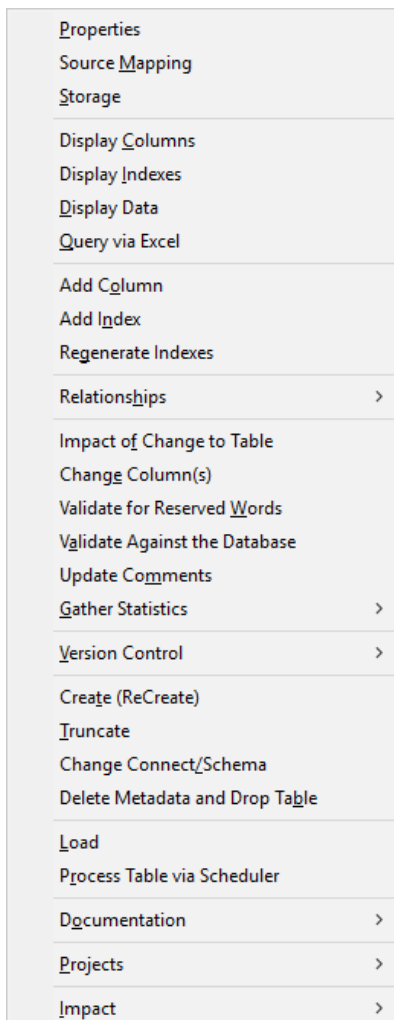 Properties
Source Mapping
Storage
Display Columns
Display Indexes
Display Data
Query via Excel
Add Column
Add Index
Regenerate Indexes
Relationships
Impact of Change to Table
Change Column(s)
Validate for Reserved Words
Validate Against the Database
Update Comments
Gather Statistics
Version Control
Create (ReCreate)
Truncate
Change Connect/Schema
Delete Metadata and Drop Table
Load
Process Table via Scheduler
Documentation
Projects
Impact